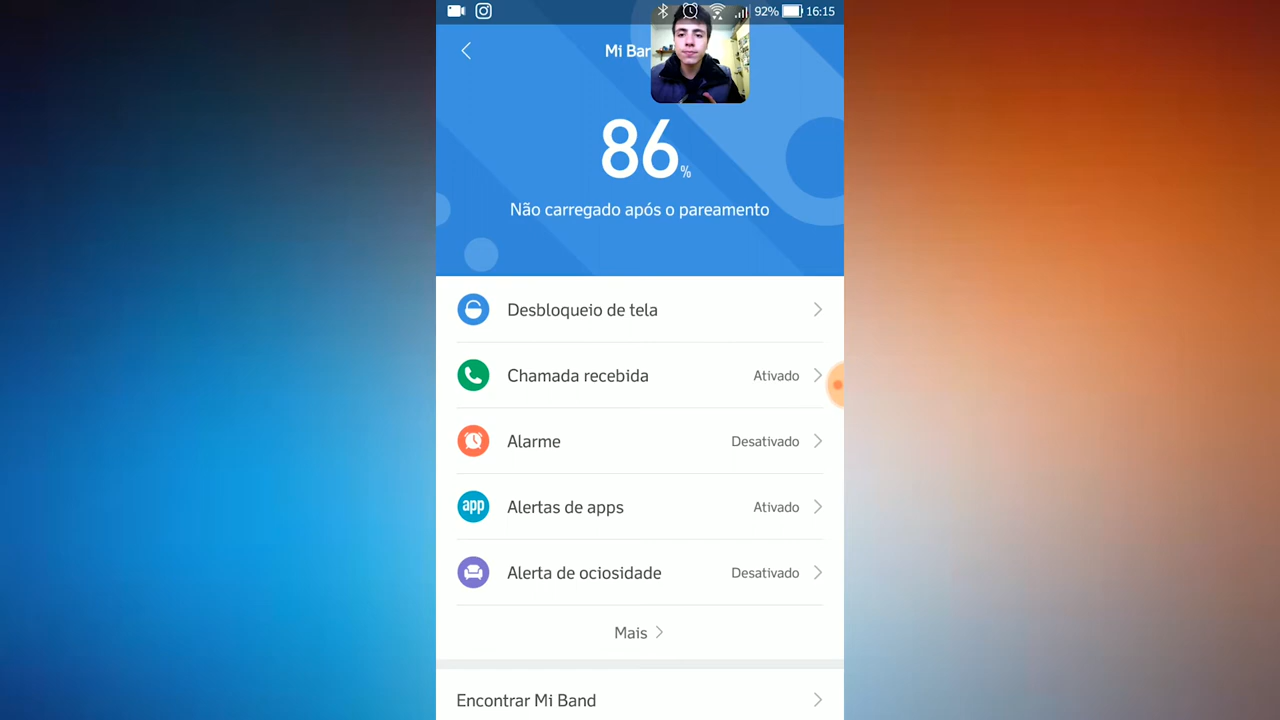 92% 16:15
Mi Ban
86%
Não carregado após o pareamento
Desbloqueio de tela
Chamada recebida Ativado
Alarme Desativado
app Alertas de apps Ativado
Alerta de ociosidade Desativado
Mais
Encontrar Mi Band